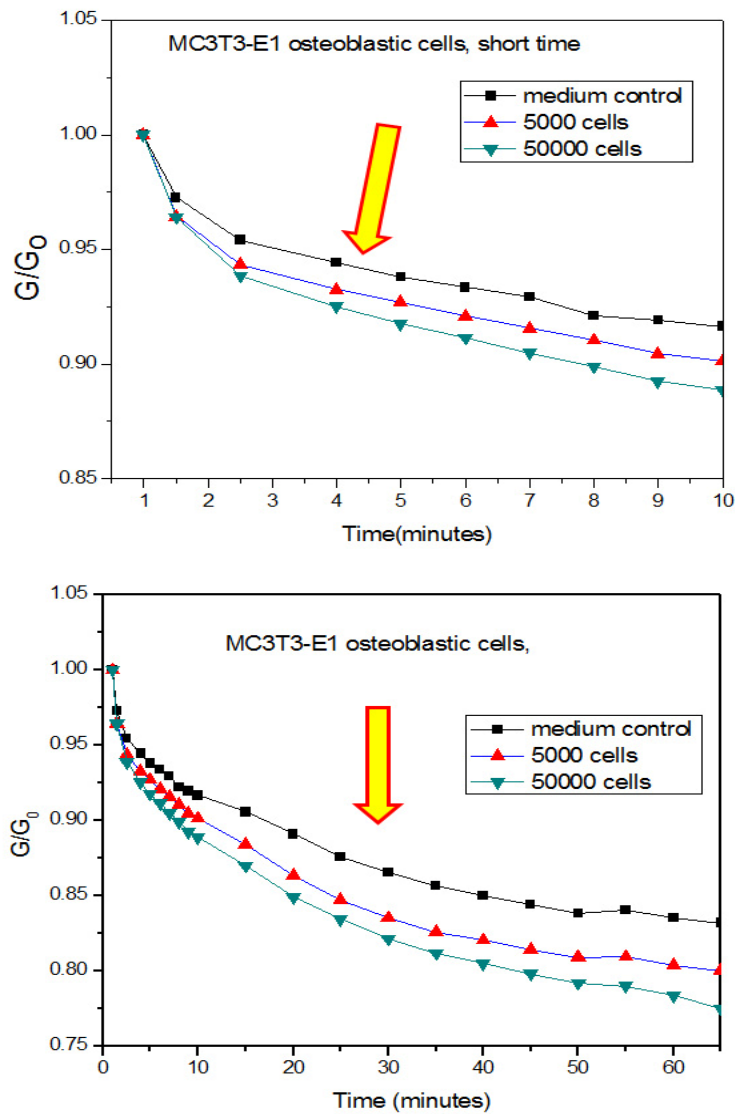 MC3T3-E1 osteoblastic cells, short time
medium control
5000 cells
50000 cells
1.05
1.00
0.95
0.90
0.85
G/G0
1 2 3 4 5 6 7 8 9 10
Time(minutes)
MC3T3-E1 osteoblastic cells,
medium control
5000 cells
50000 cells
1.05
1.00
0.95
0.90
0.85
0.80
0.75
G/G0
0 10 20 30 40 50 60
Time (minutes)